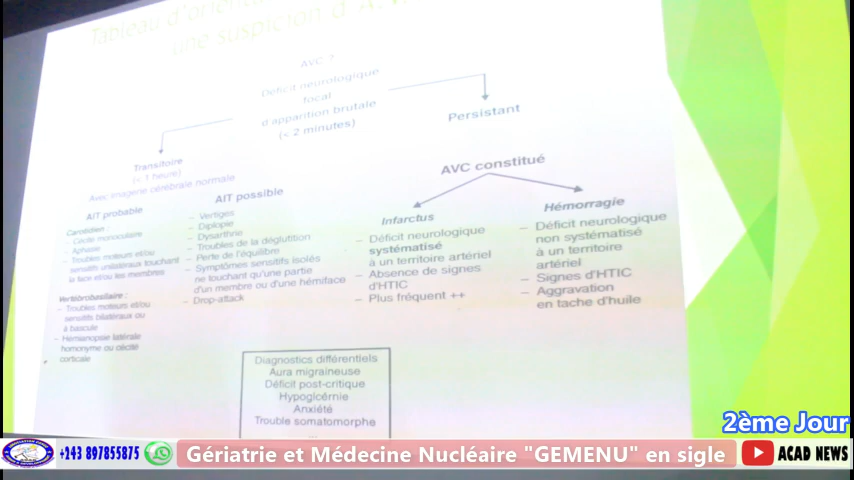 Tableau d'orientation
une suspicion d'A.V.
AVC ?
Déficit neurologique
focal
d'apparition brutale
(< 2 minutes)
Persistant
Transitoire
(< 1 heure)
Avec imagerie cérébrale normale
AIT probable
Carotidien :
- Cécité monoculaire
- Aphasie
- Troubles moteurs et/ou
sensitifs unilatéraux touchant
la face et/ou les membres
Vertébrobasilaire :
- Troubles moteurs et/ou
sensitifs bilatéraux ou
à bascule
- Hémianopsie latérale
homonyme ou cécité
corticale
AIT possible
- Vertiges
- Diplopie
- Dysarthrie
- Troubles de la déglutition
- Perte de l'équilibre
- Symptômes sensitifs isolés
ne touchant qu'une partie
d'un membre ou d'une hémiface
- Drop-attack
AVC constitué
Infarctus
- Déficit neurologique
systématisé
à un territoire artériel
- Absence de signes
d'HTIC
- Plus fréquent ++
Hémorragie
- Déficit neurologique
non systématisé
à un territoire
artériel
- Signes d'HTIC
- Aggravation
en tache d'huile
Diagnostics différentiels
Aura migraineuse
Déficit post-critique
Hypoglicérnie
Anxiété
Trouble somatomorphe
...
2ème Jour
+243 897855875
Gériatrie et Médecine Nucléaire "GEMENU" en sigle
ACAD NEWS